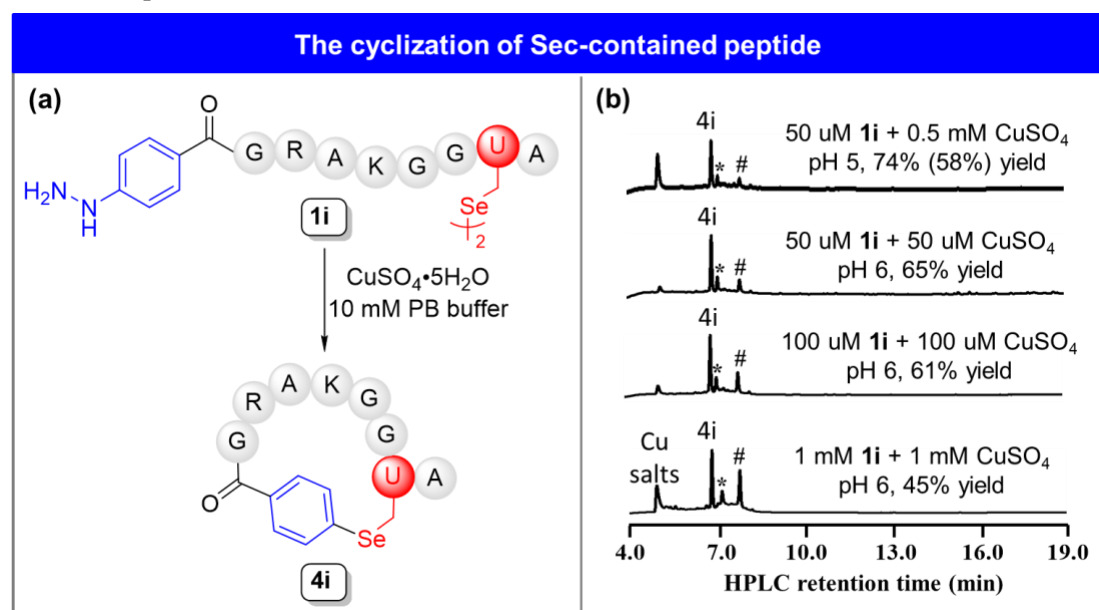 The cyclization of Sec-contained peptide
(a)
O
G R A K G G U A
H2N
N
H
Se
2
1i
CuSO4•5H2O
10 mM PB buffer
G R A K G G U A
O
Se
4i
(b)
4i
* #
50 uM 1i + 0.5 mM CuSO4
pH 5, 74% (58%) yield
4i
* #
50 uM 1i + 50 uM CuSO4
pH 6, 65% yield
4i
* #
100 uM 1i + 100 uM CuSO4
pH 6, 61% yield
Cu
salts
4i
* #
1 mM 1i + 1 mM CuSO4
pH 6, 45% yield
4.0 7.0 10.0 13.0 16.0 19.0
HPLC retention time (min)